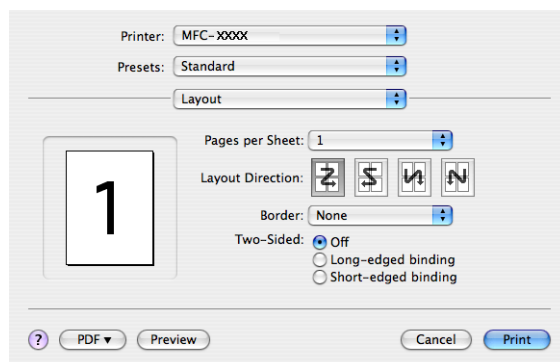 Printer: MFC-XXXX
Presets: Standard
Layout
Pages per Sheet: 1
Layout Direction:
1
Border: None
Two-Sided: Off
Long-edged binding
Short-edged binding
? PDF▼ Preview Cancel Print